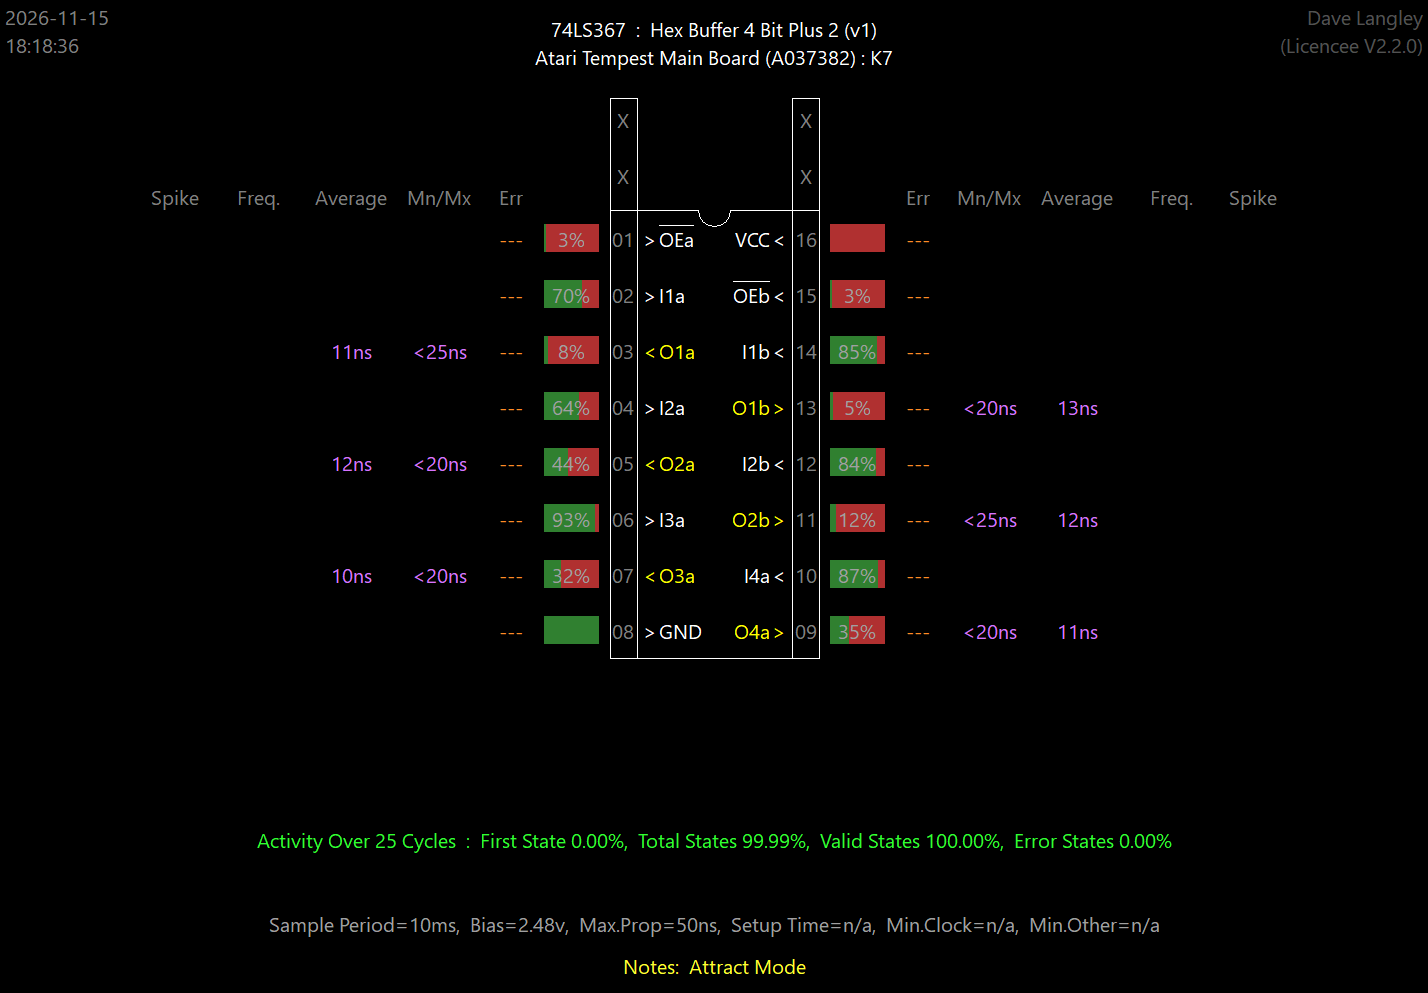 2026-11-15
18:18:36
74LS367 : Hex Buffer 4 Bit Plus 2 (v1)
Atari Tempest Main Board (A037382) : K7
Dave Langley
(Licencee V2.2.0)
X X
X X
Spike Freq. Average Mn/Mx Err Err Mn/Mx Average Freq. Spike
--- 3% 01 > OEa VCC < 16 ---
--- 70% 02 > I1a OEb < 15 3% ---
11ns <25ns --- 8% 03 < O1a I1b < 14 85% ---
--- 64% 04 > I2a O1b > 13 5% --- <20ns 13ns
12ns <20ns --- 44% 05 < O2a I2b < 12 84% ---
--- 93% 06 > I3a O2b > 11 12% --- <25ns 12ns
10ns <20ns --- 32% 07 < O3a I4a < 10 87% ---
--- 08 > GND O4a > 09 35% --- <20ns 11ns
Activity Over 25 Cycles : First State 0.00%, Total States 99.99%, Valid States 100.00%, Error States 0.00%
Sample Period=10ms, Bias=2.48v, Max.Prop=50ns, Setup Time=n/a, Min.Clock=n/a, Min.Other=n/a
Notes: Attract Mode